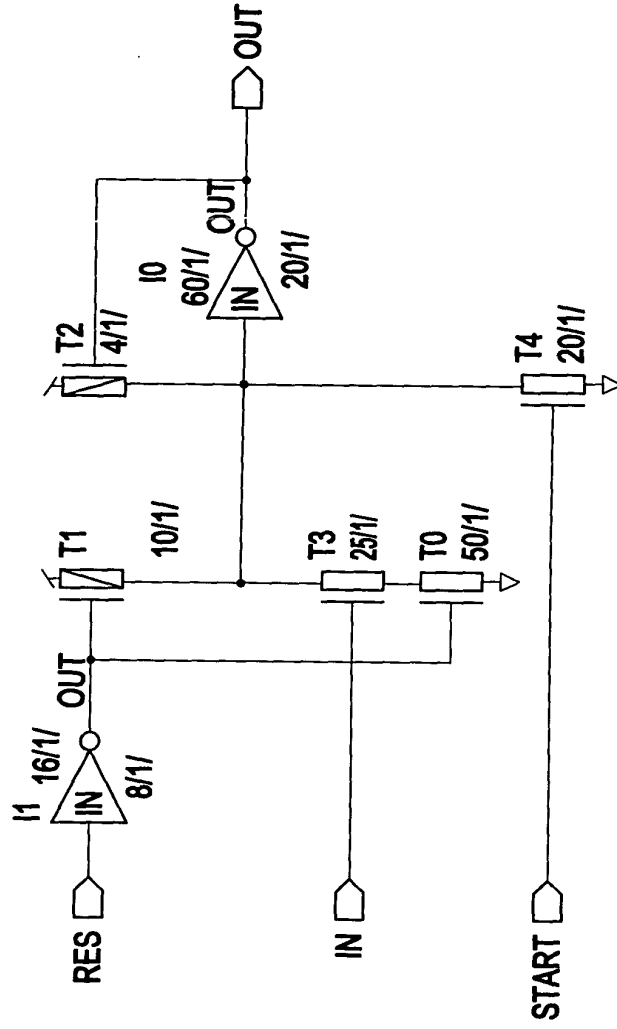 RES
I1
16/1/
IN
8/1/
OUT
T1
10/1/
T2
4/1/
I0
60/1/
IN
OUT
20/1/
OUT
IN
T3
25/1/
T0
50/1/
START
T4
20/1/